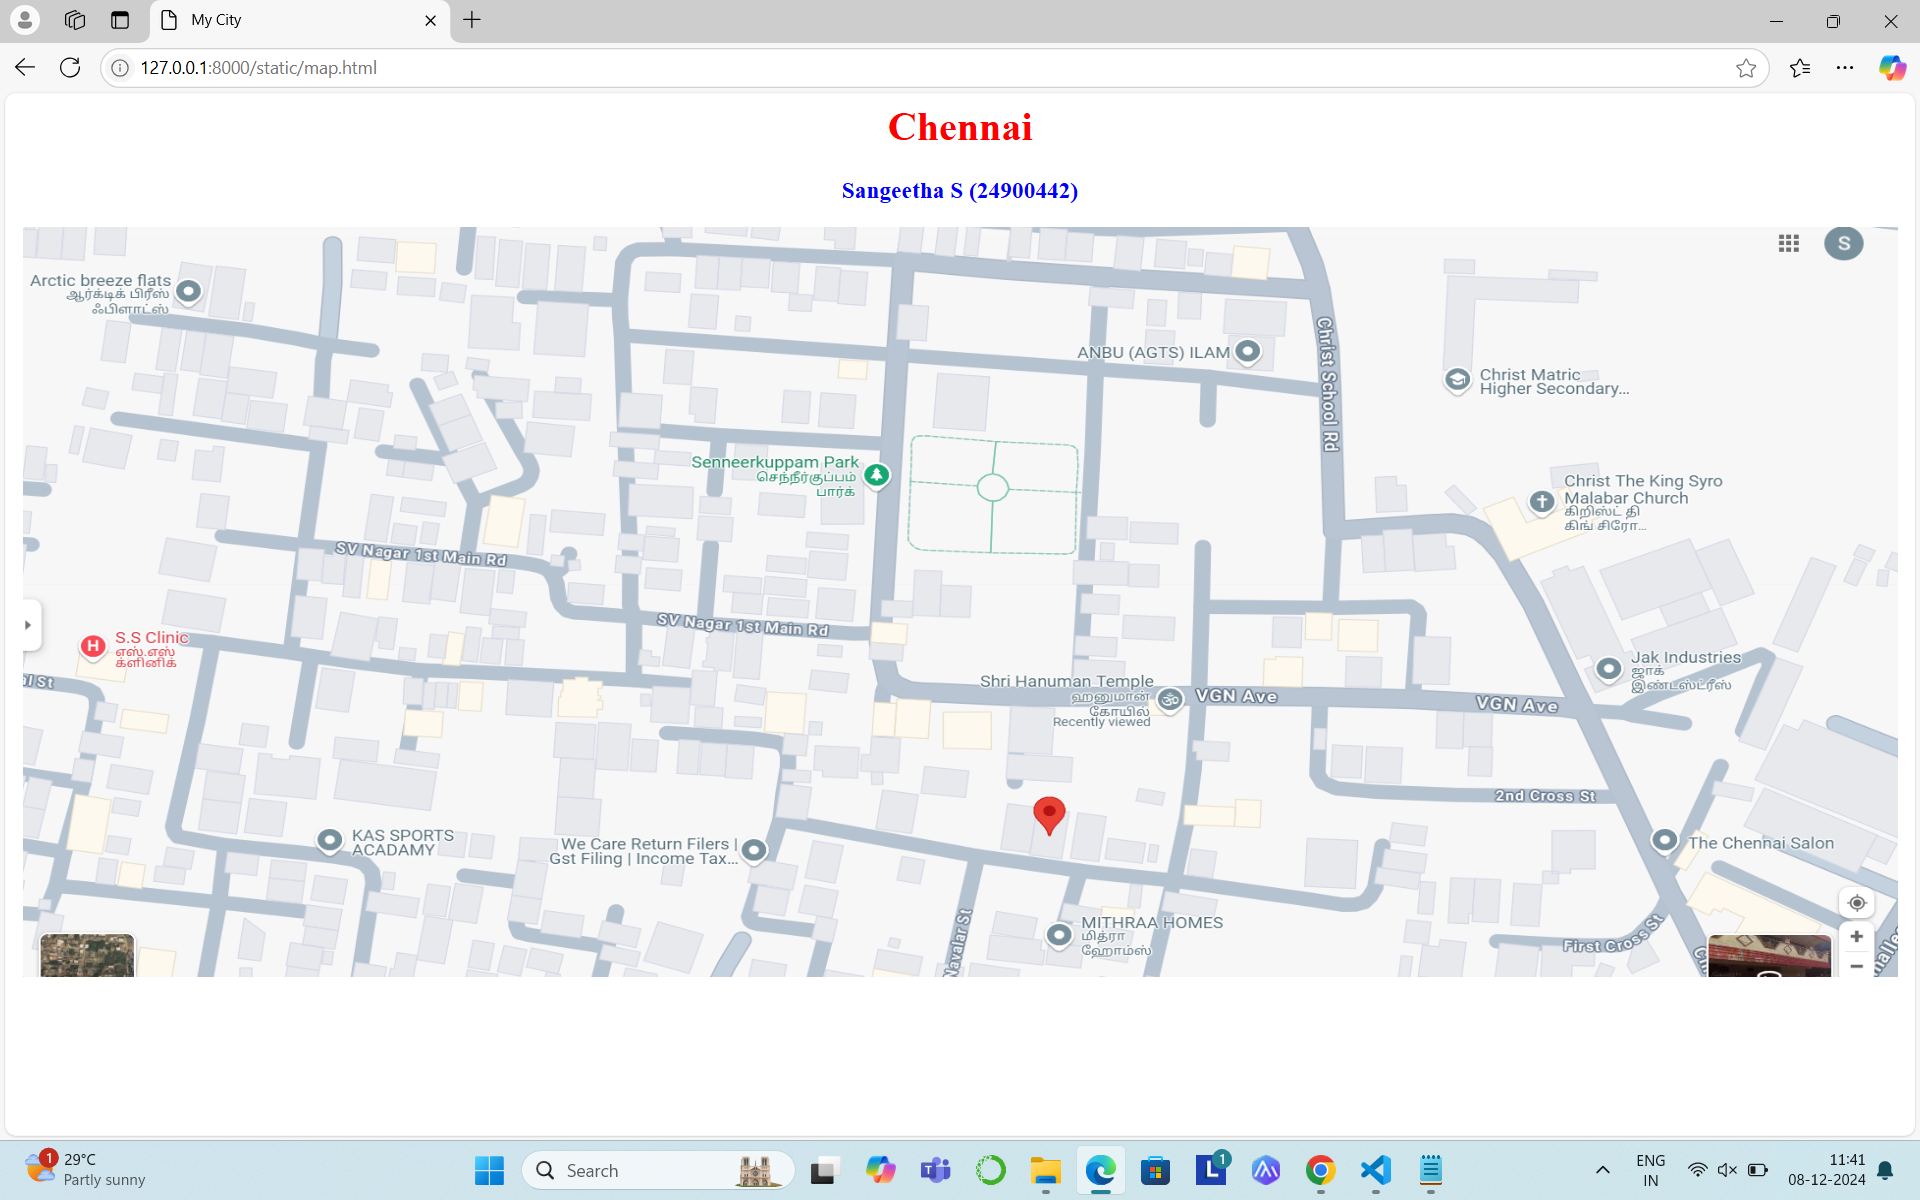 My City
127.0.0.1:8000/static/map.html
Chennai
Sangeetha S (24900442)
S
Arctic breeze flats
ஆர்க்டிக் பிரீஸ்
ஃபிளாட்ஸ்
ANBU (AGTS) ILAM
Christ School Rd
Christ Matric
Higher Secondary...
Senneerkuppam Park
செந்நீர்குப்பம்
பார்க்
Christ The King Syro
Malabar Church
கிறிஸ்ட் தி
கிங் சிரோ...
SV Nagar 1st Main Rd
SV Nagar 1st Main Rd
H
S.S Clinic
எஸ்.எஸ்
க்ளினிக்
al St
Shri Hanuman Temple
ஹனுமான்
கோயில்
Recently viewed
ௐ
VGN Ave
VGN Ave
Jak Industries
ஜாக்
இண்டஸ்ட்ரீஸ்
2nd Cross St
KAS SPORTS
ACADAMY
We Care Return Filers |
Gst Filing | Income Tax...
The Chennai Salon
MITHRAA HOMES
மித்ரா
ஹோம்ஸ்
Navalar St
First Cross St
1
29°C
Partly sunny
Search
L
1
ENG
IN
11:41
08-12-2024